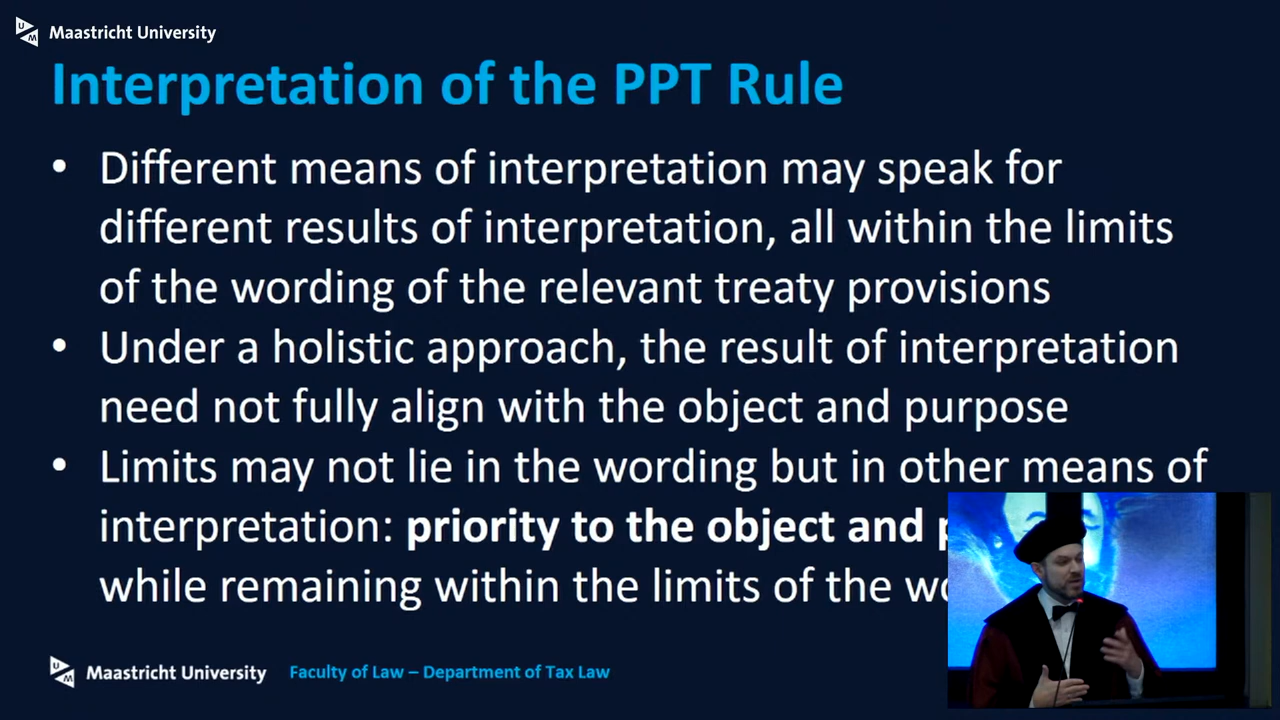 Maastricht University
Interpretation of the PPT Rule
• Different means of interpretation may speak for
different results of interpretation, all within the limits
of the wording of the relevant treaty provisions
• Under a holistic approach, the result of interpretation
need not fully align with the object and purpose
• Limits may not lie in the wording but in other means of
interpretation: priority to the object and
while remaining within the limits of the
Maastricht University Faculty of Law – Department of Tax Law